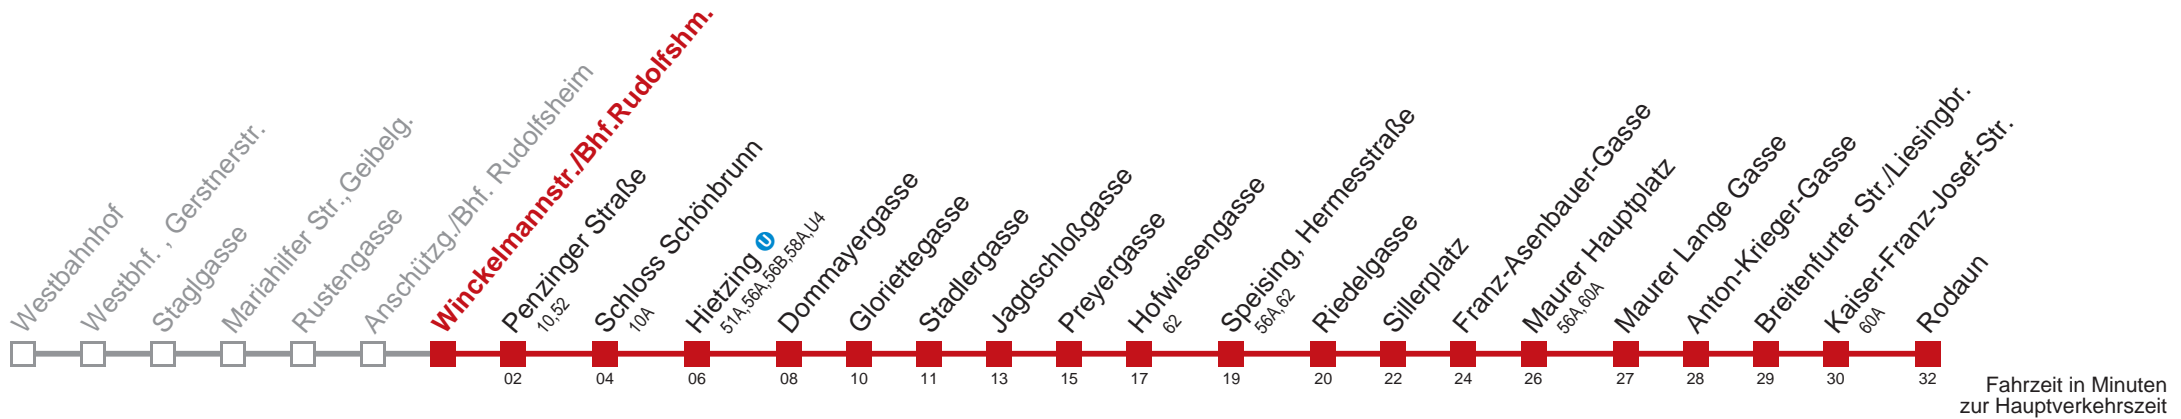 Westbahnhof
Westbhf. , Gerstnerstr.
Staglgasse
Mariahilfer Str., Geibelg.
Rustengasse
Anschützg./Bhf. Rudolfsheim
Winckelmannstr./Bhf.Rudolfshm.
Penzinger Straße
10,52
Schloss Schönbrunn
10A
Hietzing U
51A,56A,56B,58A,U4
Dommayergasse
Gloriettegasse
Stadlergasse
Jagdschloßgasse
Preyergasse
Hofwiesengasse
62
Speising, Hermesstraße
56A,62
Riedelgasse
Sillerplatz
Franz-Asenbauer-Gasse
Maurer Hauptplatz
56A,60A
Maurer Lange Gasse
Anton-Krieger-Gasse
Breitenfurter Str./Liesingbr.
Kaiser-Franz-Josef-Str.
60A
Rodaun
02 04 06 08 10 11 13 15 17 19 20 22 24 26 27 28 29 30 32
Fahrzeit in Minuten
zur Hauptverkehrszeit